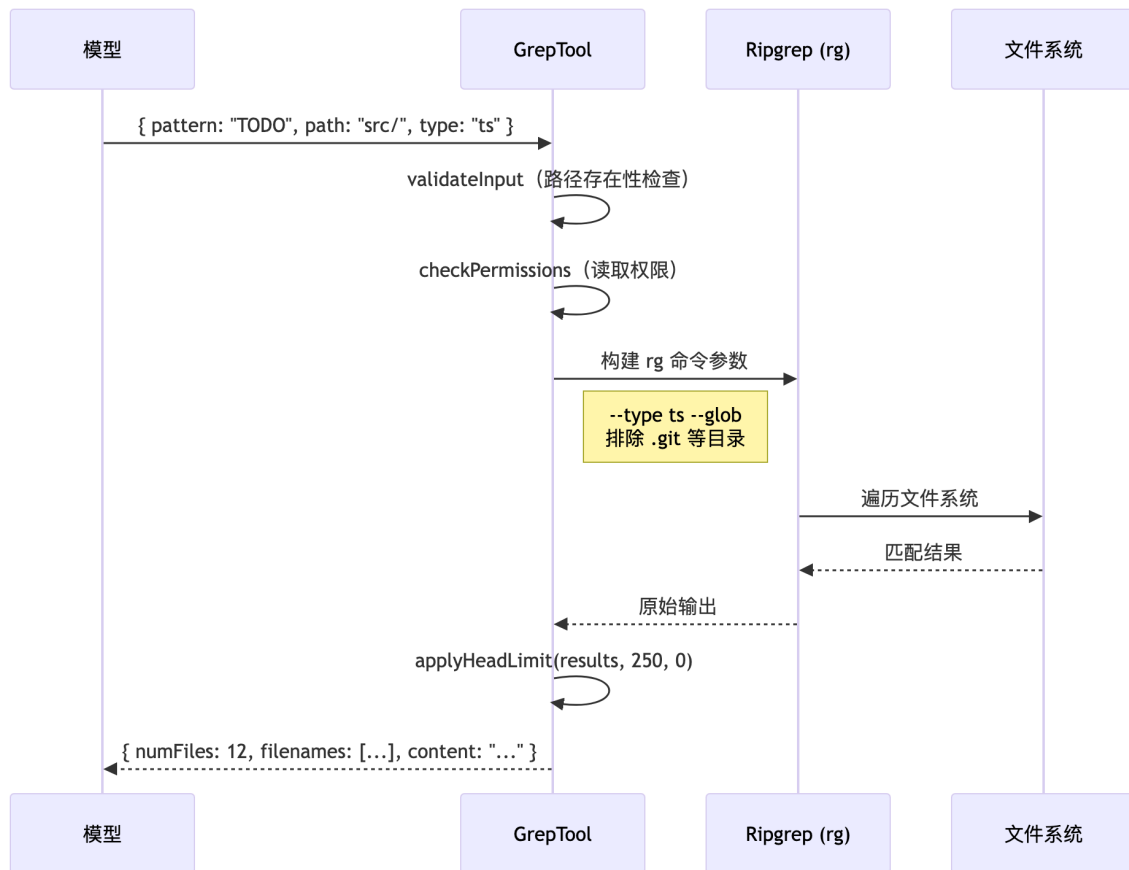 模型
GrepTool
Ripgrep (rg)
文件系统
{ pattern: "TODO", path: "src/", type: "ts" }
validateInput（路径存在性检查）
checkPermissions（读取权限）
构建 rg 命令参数
--type ts --glob
排除 .git 等目录
遍历文件系统
匹配结果
原始输出
applyHeadLimit(results, 250, 0)
{ numFiles: 12, filenames: [...], content: "..." }
模型
GrepTool
Ripgrep (rg)
文件系统